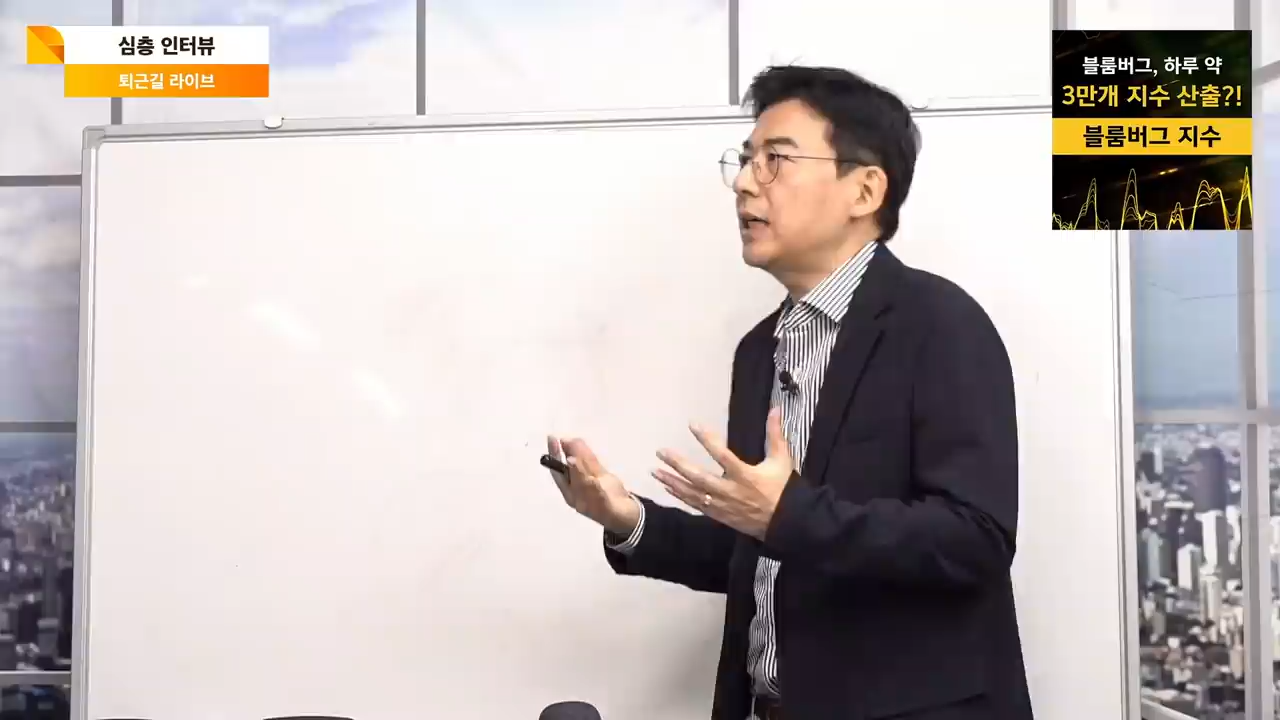 심층 인터뷰
퇴근길 라이브
블룸버그, 하루 약
3만개 지수 산출?!
블룸버그 지수